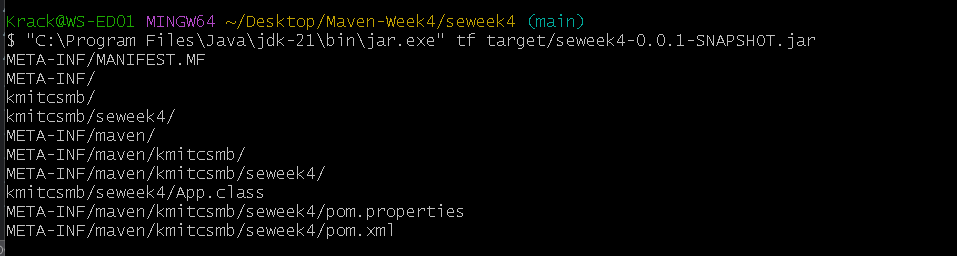 Krack@WS-ED01 MINGW64 ~/Desktop/Maven-Week4/seweek4 (main)
$ "C:\Program Files\Java\jdk-21\bin\jar.exe" tf target/seweek4-0.0.1-SNAPSHOT.jar
META-INF/MANIFEST.MF
META-INF/
kmitcsmb/
kmitcsmb/seweek4/
META-INF/maven/
META-INF/maven/kmitcsmb/
META-INF/maven/kmitcsmb/seweek4/
kmitcsmb/seweek4/App.class
META-INF/maven/kmitcsmb/seweek4/pom.properties
META-INF/maven/kmitcsmb/seweek4/pom.xml